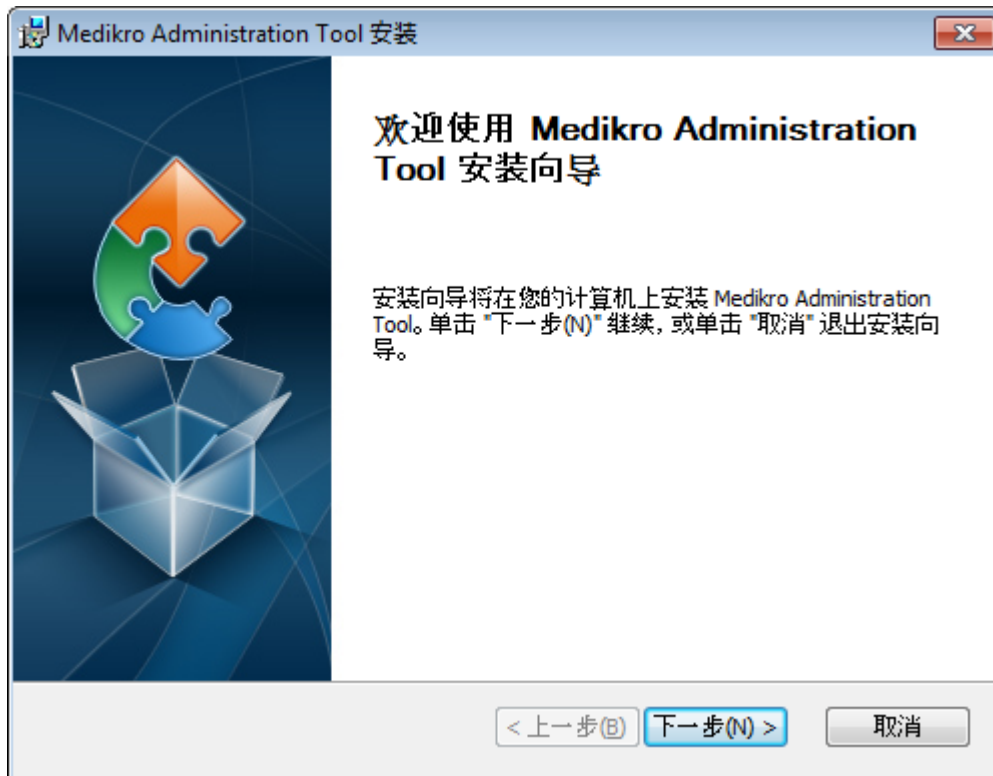 Medikro Administration Tool 安装
欢迎使用 Medikro Administration
Tool 安装向导
安装向导将在您的计算机上安装 Medikro Administration
Tool。单击 "下一步(N)" 继续, 或单击 "取消" 退出安装向
导。
< 上一步(B) 下一步(N) > 取消